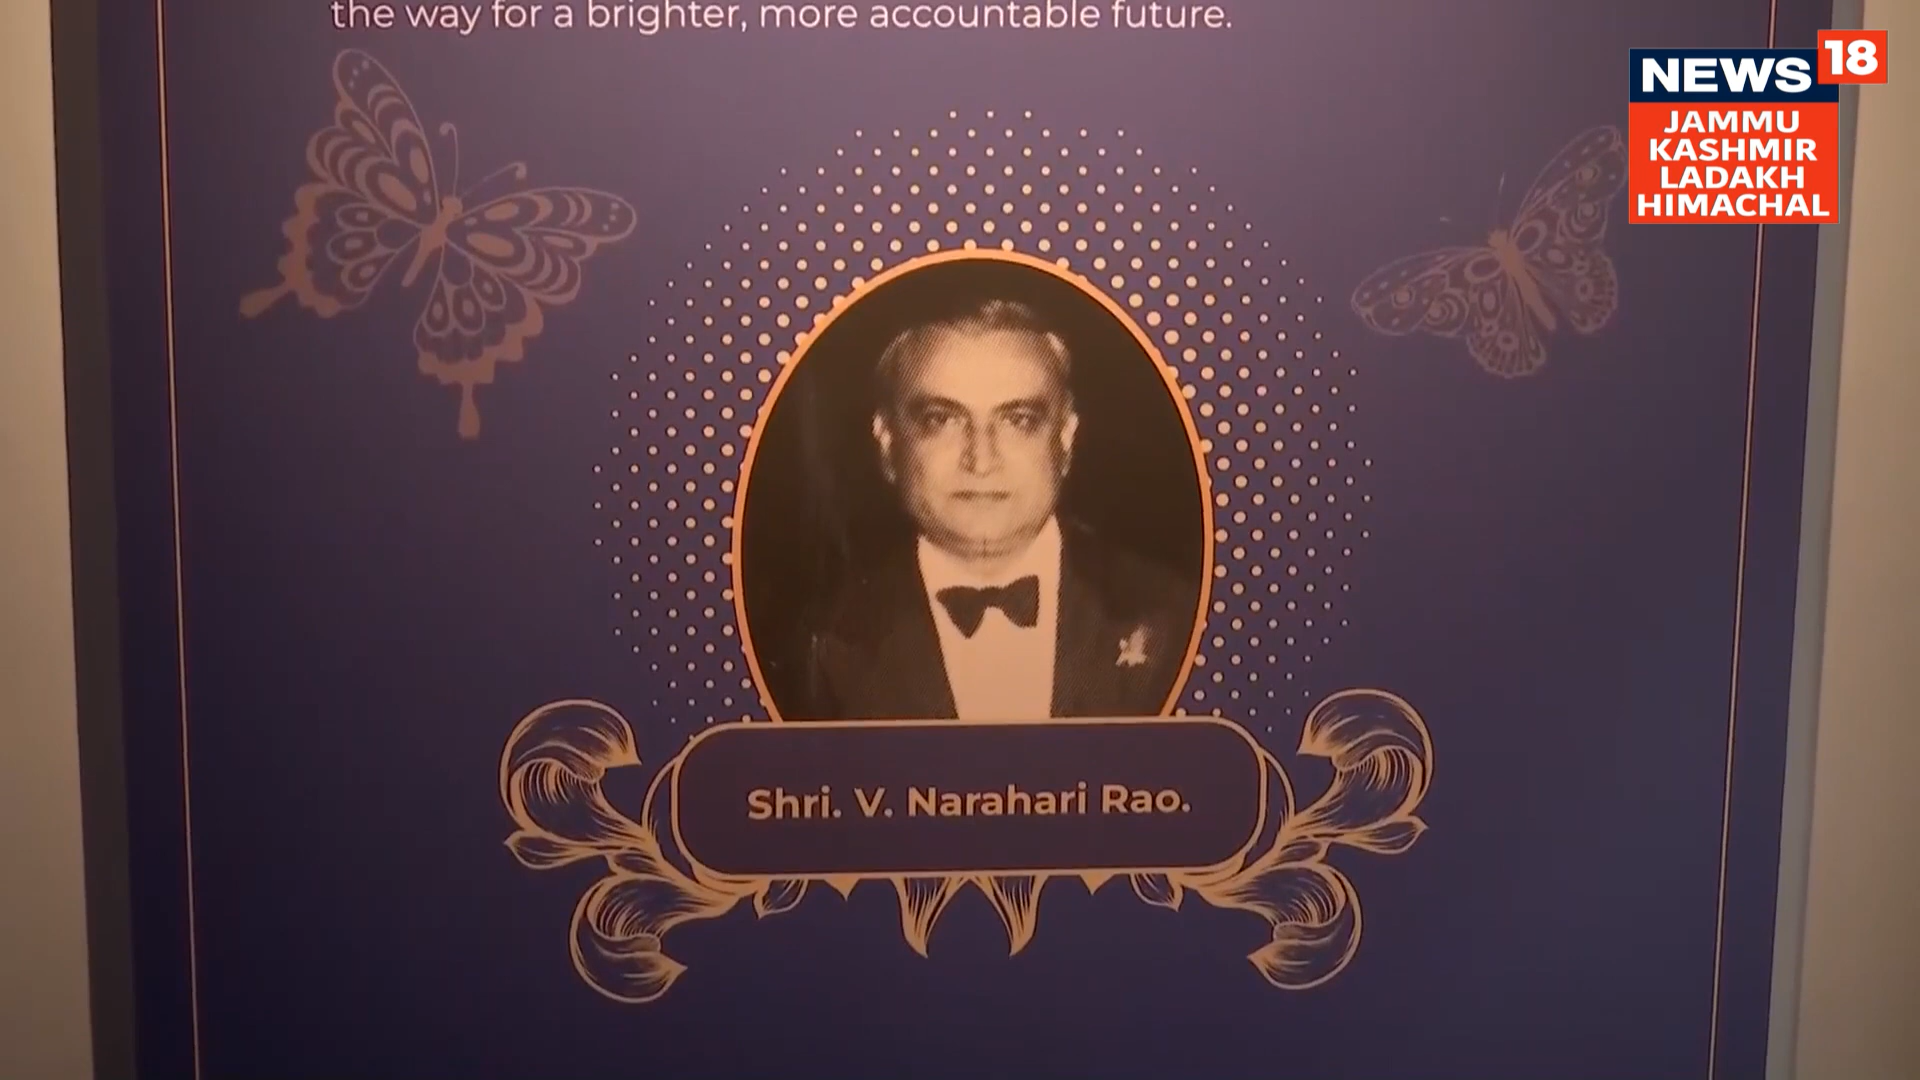 the way for a brighter, more accountable future.
NEWS 18
JAMMU
KASHMIR
LADAKH
HIMACHAL
Shri. V. Narahari Rao.